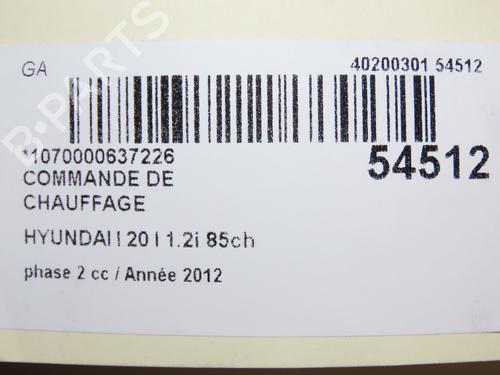 GA
40200301 54512
*1070000637226
54512
COMMANDE DE
CHAUFFAGE
HYUNDAI I 20 I 1.2i 85ch
phase 2 cc / Année 2012
B-PARTS